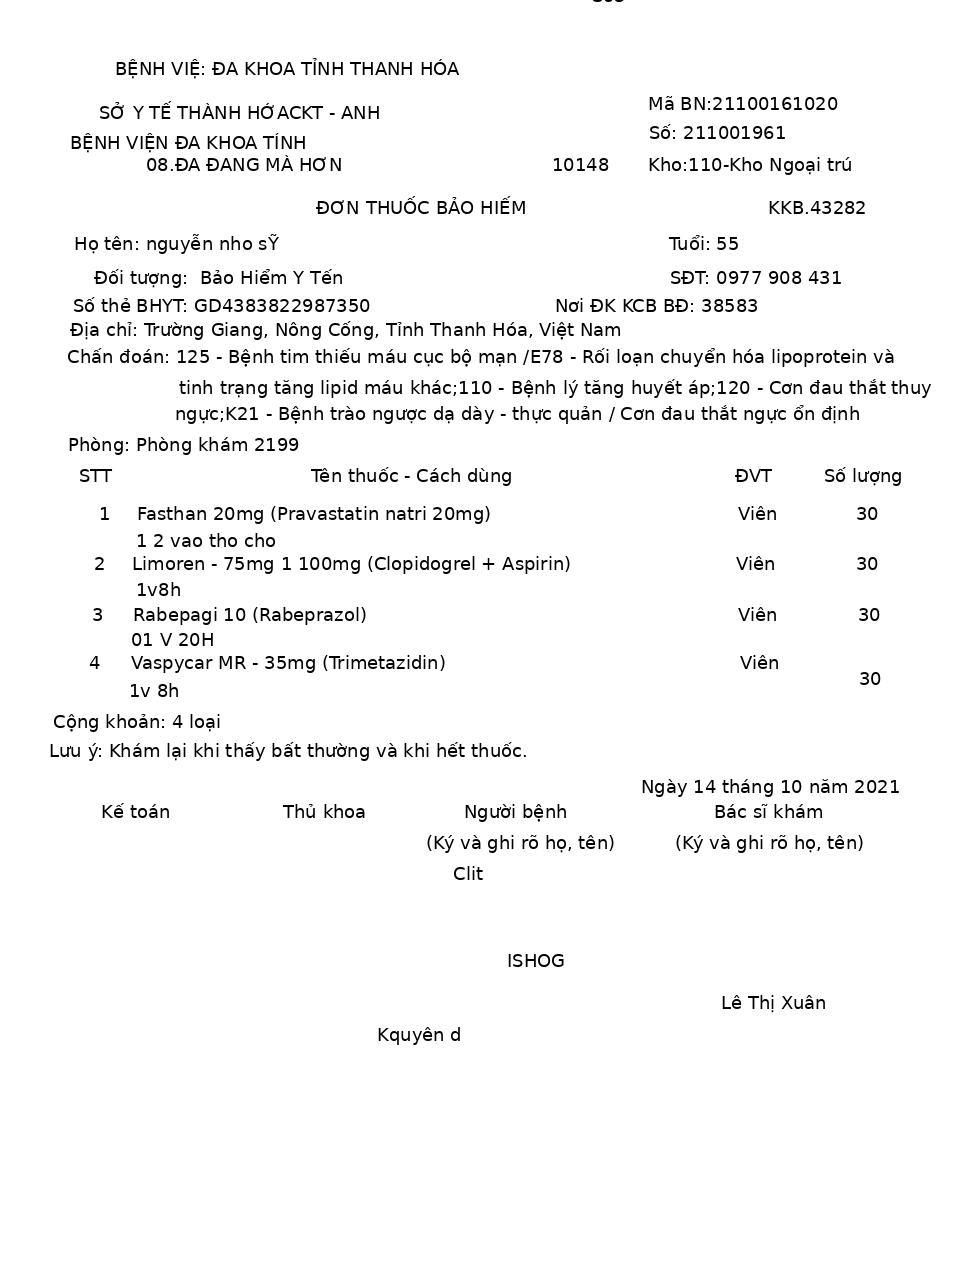 BỆNH VIỆ: ĐA KHOA TỈNH THANH HÓA
SỞ Y TẾ THÀNH HỚACKT - ANH
Mã BN:21100161020
Số: 211001961
BỆNH VIỆN ĐA KHOA TÍNH
08.ĐA ĐANG MÀ HƠN 10148 Kho:110-Kho Ngoại trú
ĐƠN THUỐC BẢO HIẾM KKB.43282
Họ tên: nguyễn nho sỸ Tuổi: 55
Đối tượng: Bảo Hiểm Y Tến SĐT: 0977 908 431
Số thẻ BHYT: GD4383822987350 Nơi ĐK KCB BĐ: 38583
Địa chỉ: Trường Giang, Nông Cống, Tỉnh Thanh Hóa, Việt Nam
Chấn đoán: 125 - Bệnh tim thiếu máu cục bộ mạn /E78 - Rối loạn chuyển hóa lipoprotein và
tinh trạng tăng lipid máu khác;110 - Bệnh lý tăng huyết áp;120 - Cơn đau thắt thuy
ngực;K21 - Bệnh trào ngược dạ dày - thực quản / Cơn đau thắt ngực ổn định
Phòng: Phòng khám 2199
STT Tên thuốc - Cách dùng ĐVT Số lượng
1 Fasthan 20mg (Pravastatin natri 20mg) Viên 30
1 2 vao tho cho
2 Limoren - 75mg 1 100mg (Clopidogrel + Aspirin) Viên 30
1v8h
3 Rabepagi 10 (Rabeprazol) Viên 30
01 V 20H
4 Vaspycar MR - 35mg (Trimetazidin) Viên 30
1v 8h
Cộng khoản: 4 loại
Lưu ý: Khám lại khi thấy bất thường và khi hết thuốc.
Ngày 14 tháng 10 năm 2021
Kế toán Thủ khoa Người bệnh Bác sĩ khám
(Ký và ghi rõ họ, tên) (Ký và ghi rõ họ, tên)
Clit
ISHOG
Lê Thị Xuân
Kquyên d